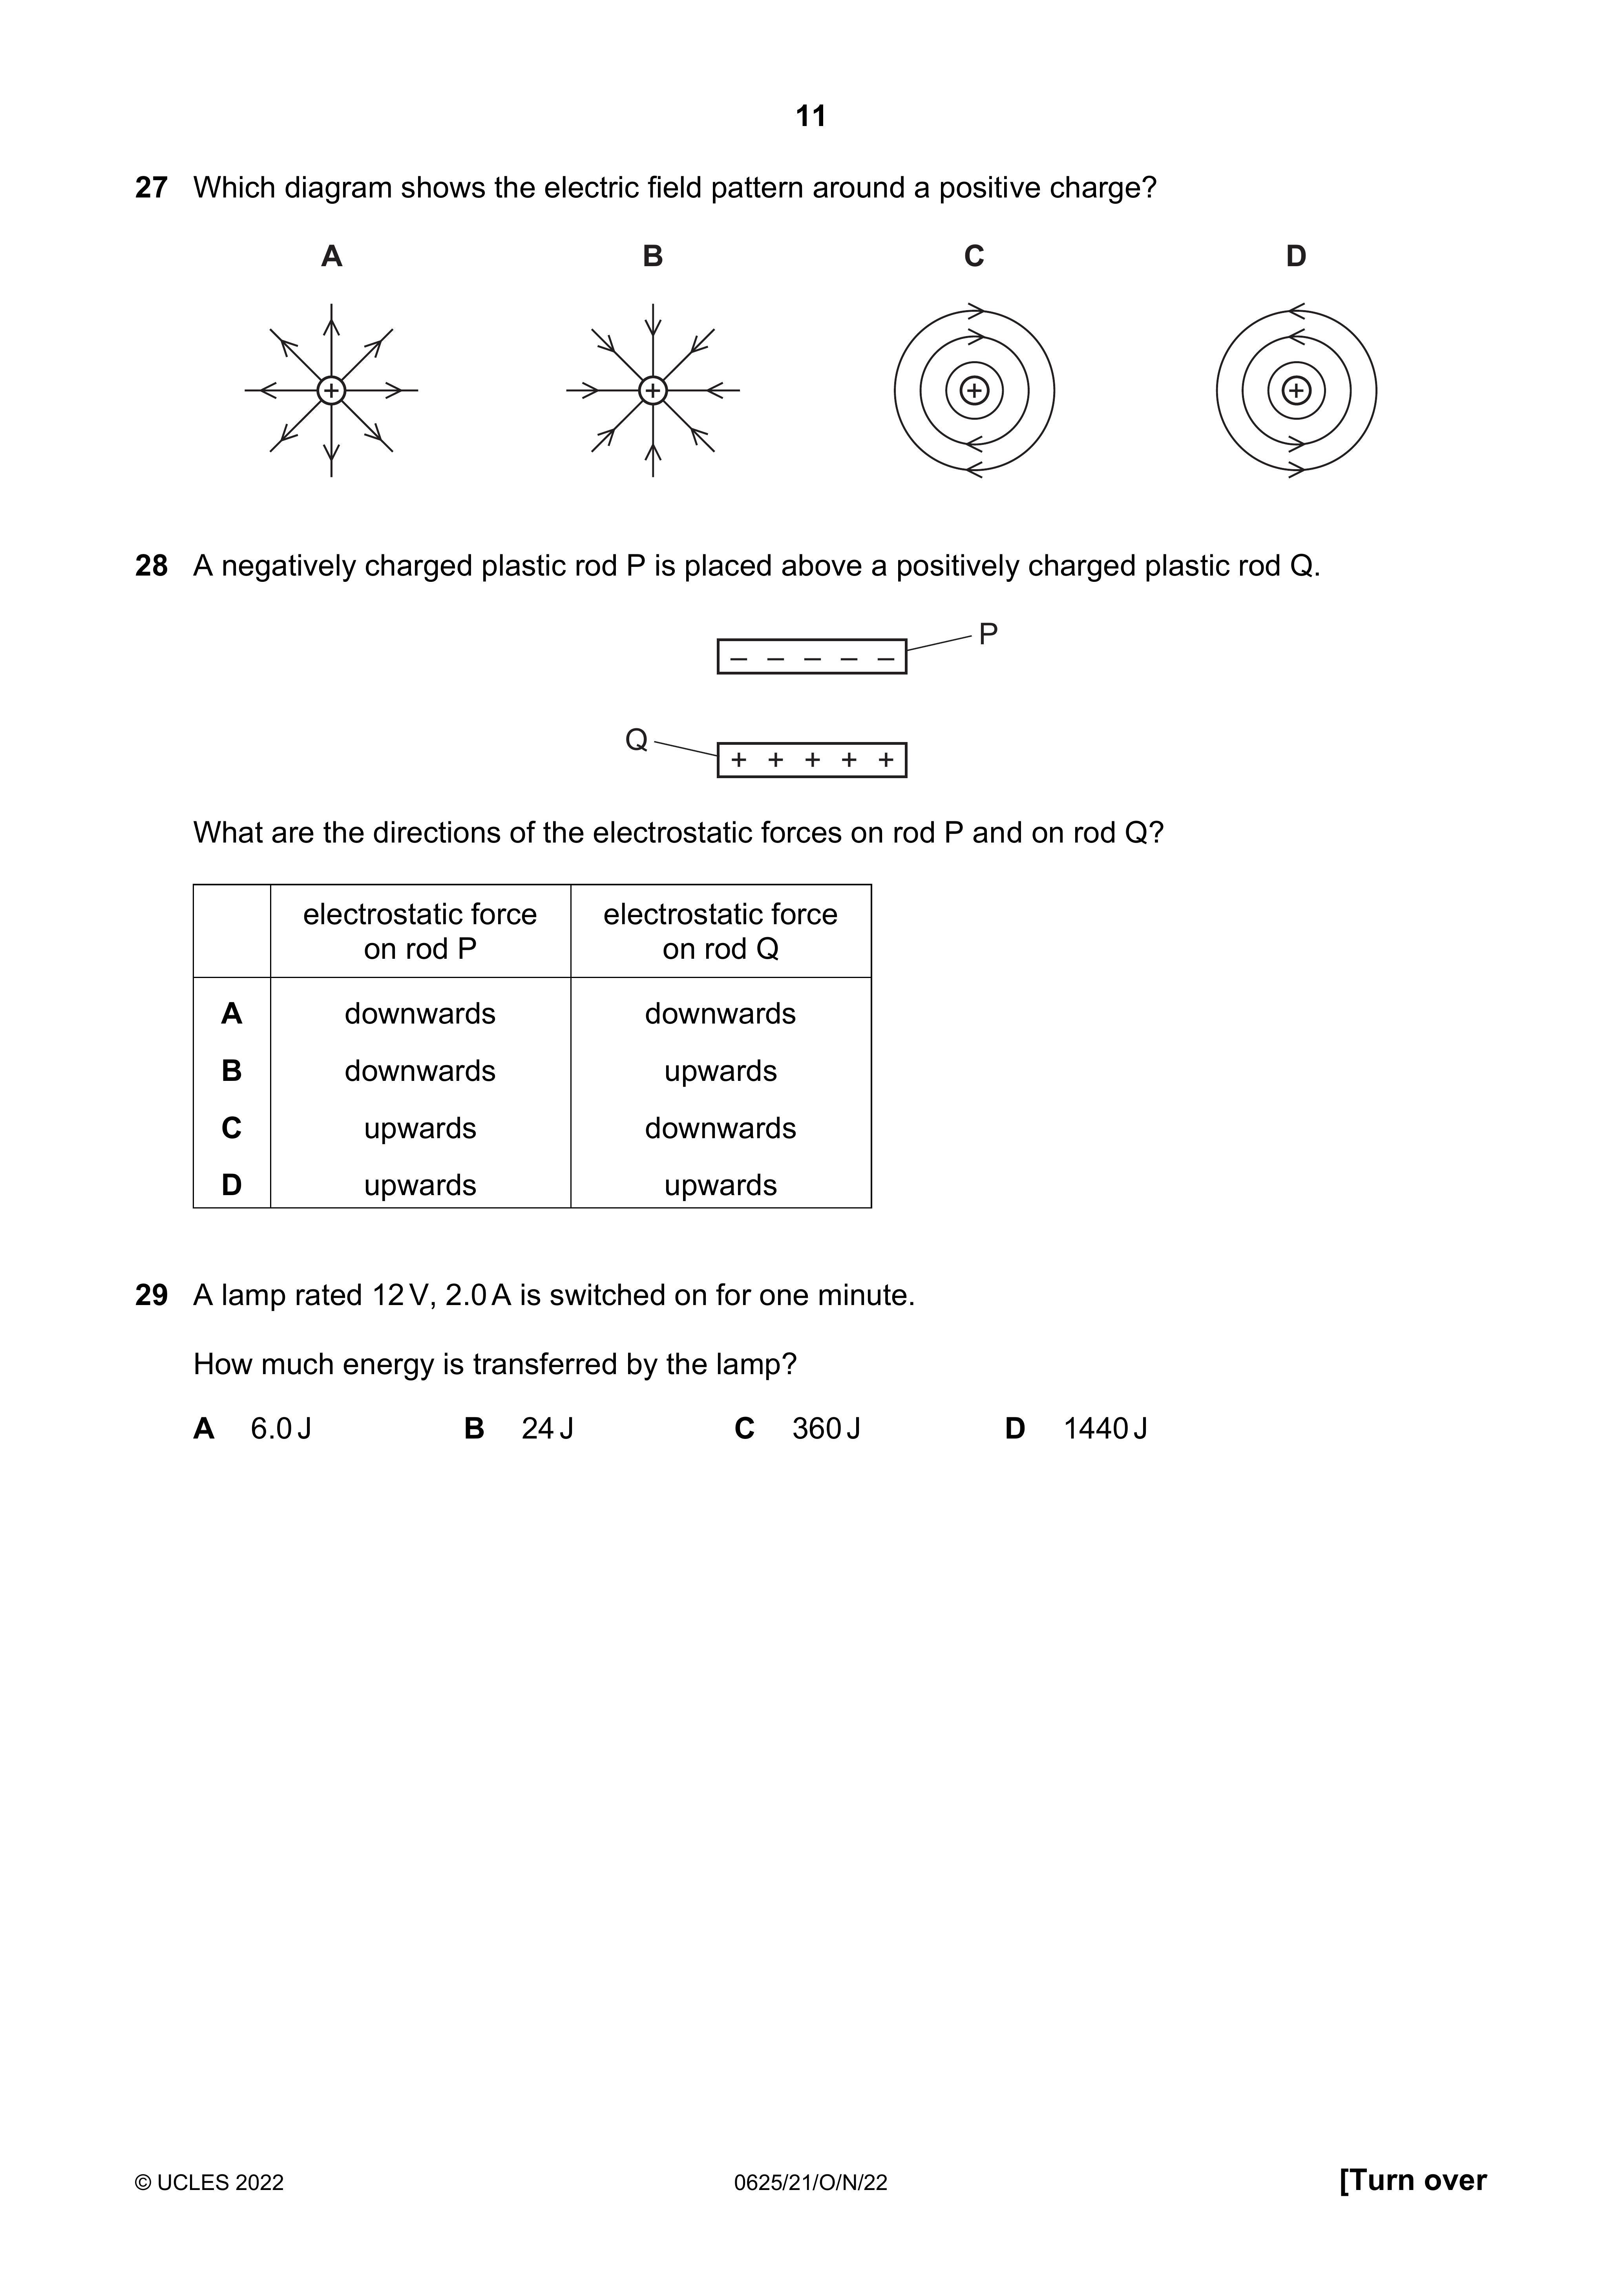 11
27 Which diagram shows the electric field pattern around a positive charge?
A B C D
+ + + +
28 A negatively charged plastic rod P is placed above a positively charged plastic rod Q.
P
– – – – –
Q
+ + + + +
What are the directions of the electrostatic forces on rod P and on rod Q?
electrostatic force electrostatic force
on rod P on rod Q
A downwards downwards
B downwards upwards
C upwards downwards
D upwards upwards
29 A lamp rated 12 V, 2.0 A is switched on for one minute.
How much energy is transferred by the lamp?
A 6.0 J B 24 J C 360 J D 1440 J
© UCLES 2022 0625/21/O/N/22 [Turn over